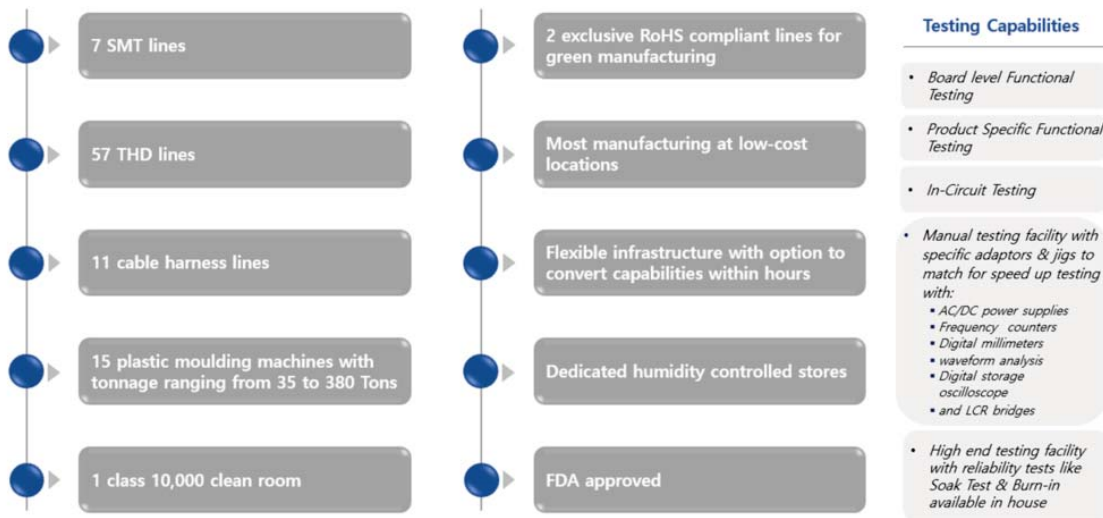 7 SMT lines
57 THD lines
11 cable harness lines
15 plastic moulding machines with
tonnage ranging from 35 to 380 Tons
1 class 10,000 clean room
2 exclusive RoHS compliant lines for
green manufacturing
Most manufacturing at low-cost
locations
Flexible infrastructure with option to
convert capabilities within hours
Dedicated humidity controlled stores
FDA approved
Testing Capabilities
• Board level Functional
Testing
• Product Specific Functional
Testing
• In-Circuit Testing
• Manual testing facility with
specific adaptors & jigs to
match for speed up testing
with:
▪ AC/DC power supplies
▪ Frequency counters
▪ Digital millimeters
▪ waveform analysis
▪ Digital storage
oscilloscope
▪ and LCR bridges
• High end testing facility
with reliability tests like
Soak Test & Burn-in
available in house